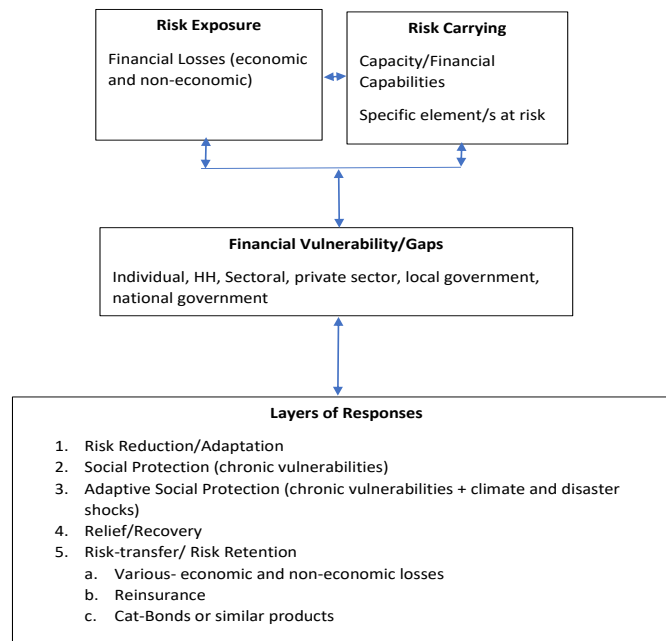 Risk Exposure
Financial Losses (economic
and non-economic)
Risk Carrying
Capacity/Financial
Capabilities
Specific element/s at risk
Financial Vulnerability/Gaps
Individual, HH, Sectoral, private sector, local government,
national government
Layers of Responses
1. Risk Reduction/Adaptation
2. Social Protection (chronic vulnerabilities)
3. Adaptive Social Protection (chronic vulnerabilities + climate and disaster
shocks)
4. Relief/Recovery
5. Risk-transfer/ Risk Retention
a. Various- economic and non-economic losses
b. Reinsurance
c. Cat-Bonds or similar products